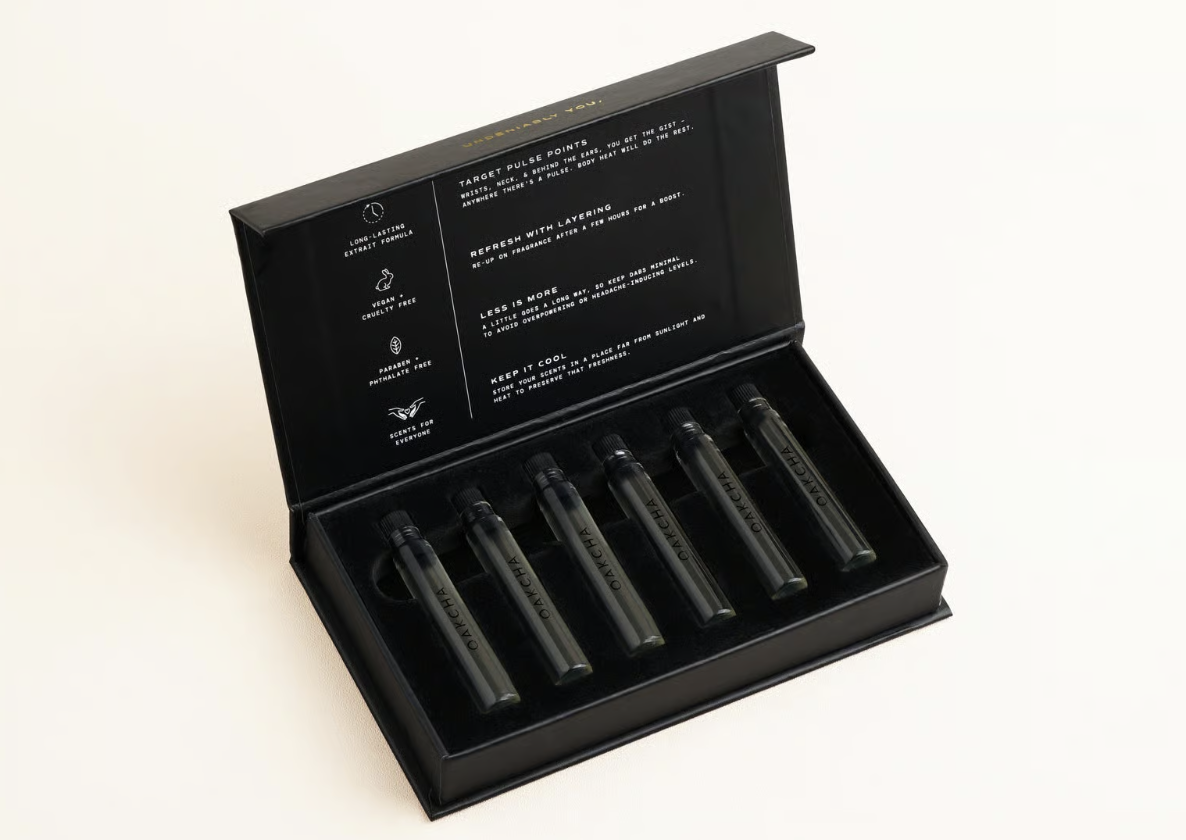 UNDENIABLY YOU,
LONG-LASTING
EXTRAIT FORMULA
VEGAN +
CRUELTY FREE
PARABEN +
PHTHALATE FREE
SCENTS FOR
EVERYONE
TARGET PULSE POINTS
WRISTS, NECK, & BEHIND THE EARS, YOU GET THE GIST –
ANYWHERE THERE'S A PULSE. BODY HEAT WILL DO THE REST.
REFRESH WITH LAYERING
RE-UP ON FRAGRANCE AFTER A FEW HOURS FOR A BOOST.
LESS IS MORE
A LITTLE GOES A LONG WAY, SO KEEP DABS MINIMAL
TO AVOID OVERPOWERING OR HEADACHE-INDUCING LEVELS.
KEEP IT COOL
STORE YOUR SCENTS IN A PLACE FAR FROM SUNLIGHT AND
HEAT TO PRESERVE THAT FRESHNESS.
OAKCHA
OAKCHA
OAKCHA
OAKCHA
OAKCHA
OAKCHA